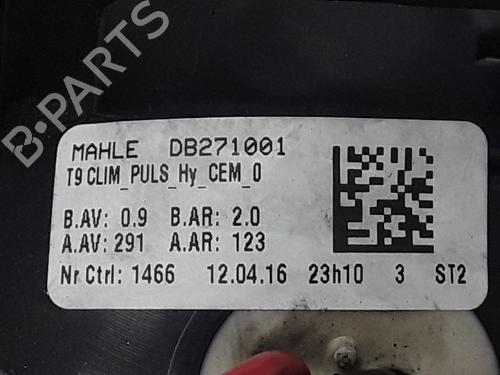 B-PARTS
MAHLE DB271001
T9 CLIM_PULS_Hy_CEM_0
B.AV: 0.9 B.AR: 2.0
A.AV: 291 A.AR: 123
Nr Ctrl: 1466 12.04.16 23h10 3 ST2